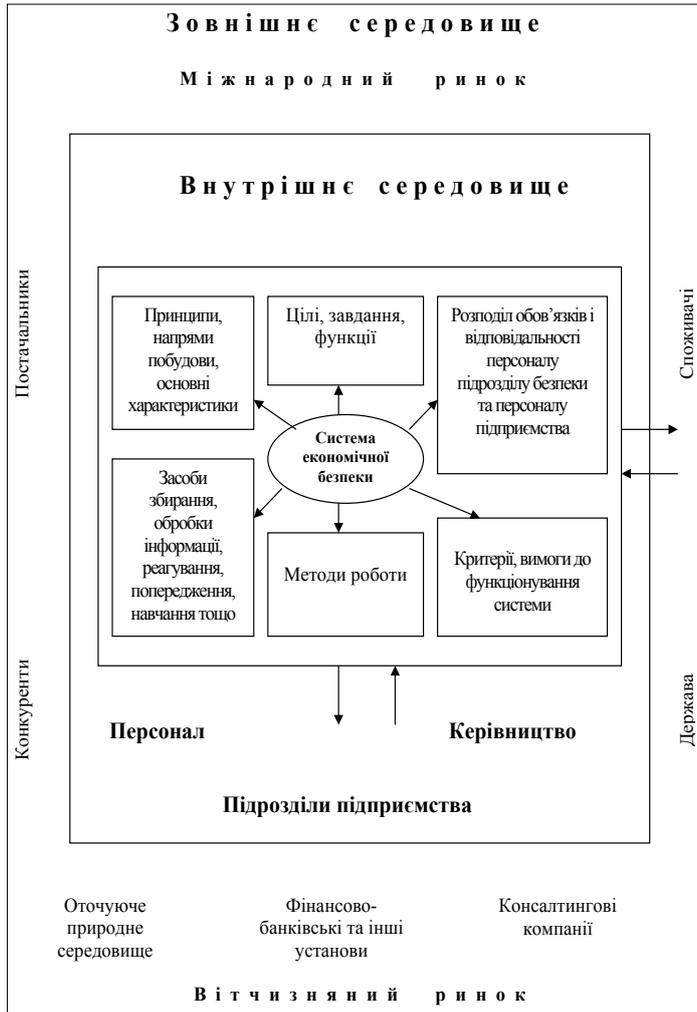 Зовнішнє середовище
Міжнародний ринок
Внутрішнє середовище
Постачальники
Споживачі
Принципи,
напрями
побудови,
основні
характеристики
Цілі, завдання,
функції
Розподіл обов’язків і
відповідальності
персоналу
підрозділу безпеки
та персоналу
підприємства
Система
економічної
безпеки
Засоби
збирання,
обробки
інформації,
реагування,
попередження,
навчання тощо
Методи роботи
Критерії, вимоги до
функціонування
системи
Конкуренти
Держава
Персонал
Керівництво
Підрозділи підприємства
Оточуюче
природне
середовище
Фінансово-
банківські та інші
установи
Консалтингові
компанії
Вітчизняний ринок